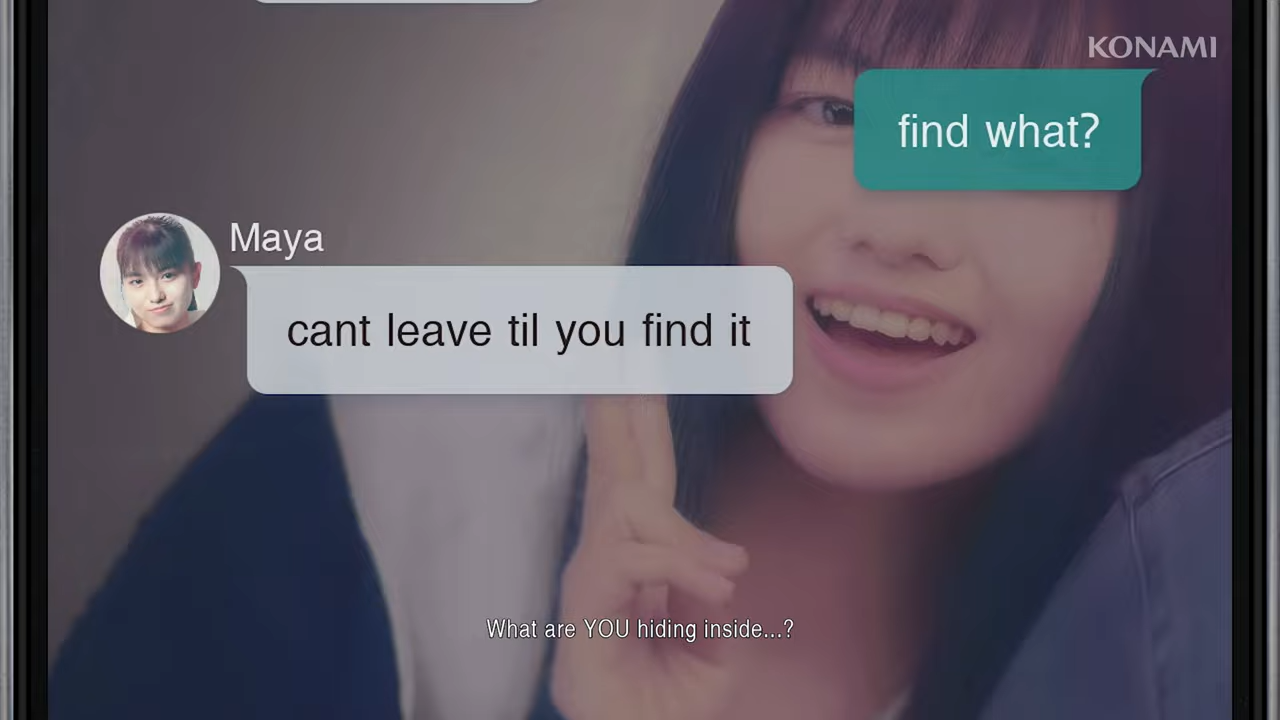 KONAMI
find what?
Maya
cant leave til you find it
What are YOU hiding inside...?